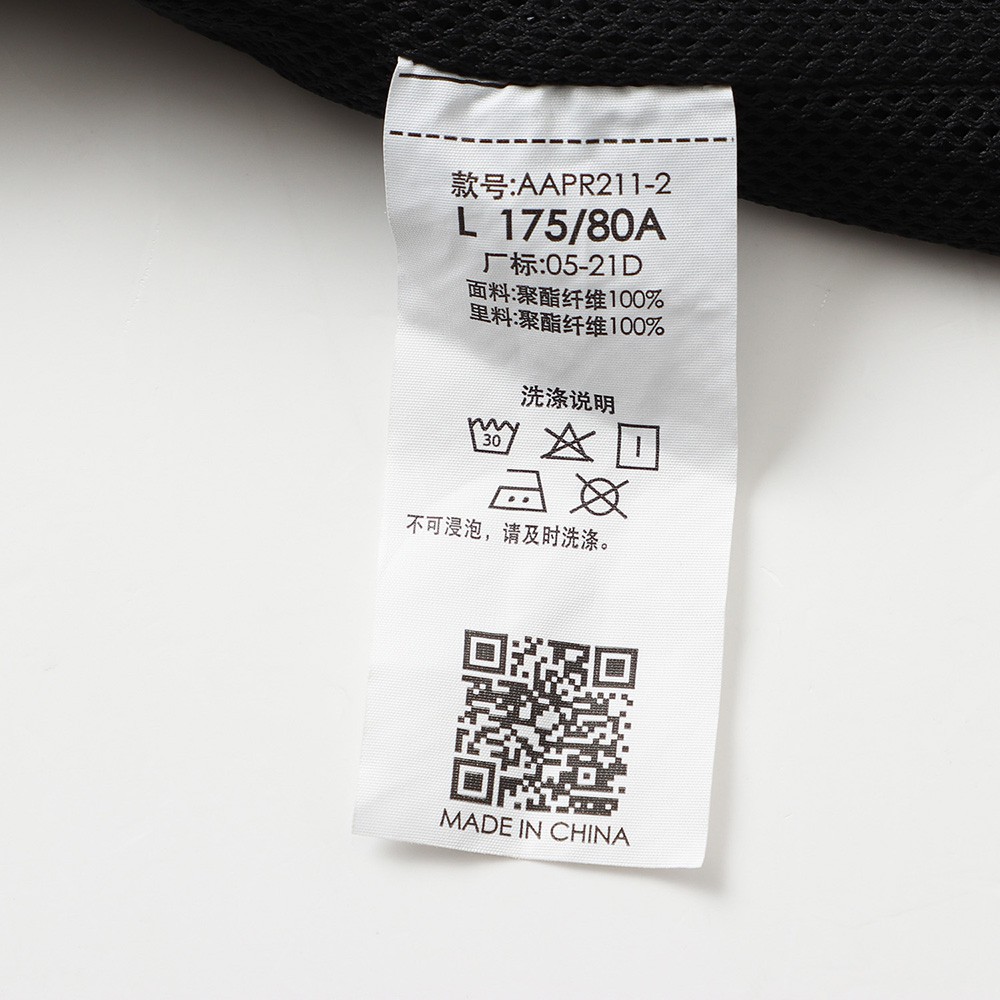 款号:AAPR211-2
L 175/80A
厂标:05-21D
面料:聚酯纤维100%
里料:聚酯纤维100%
洗涤说明
30
不可浸泡，请及时洗涤。
MADE IN CHINA